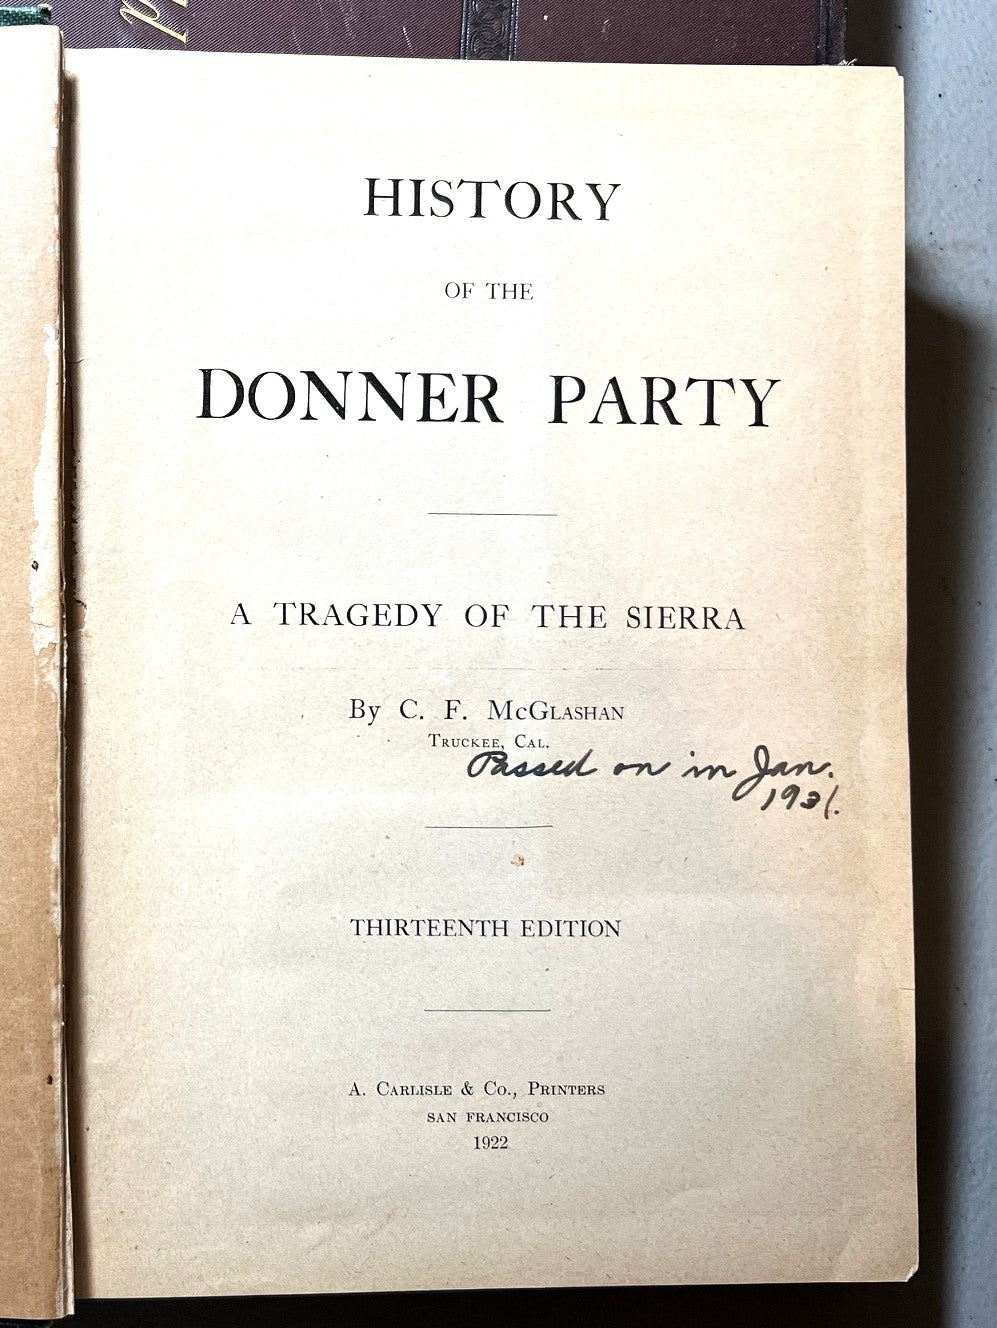 HISTORY
OF THE
DONNER PARTY
A TRAGEDY OF THE SIERRA
By C. F. McGlashan
Truckee, Cal.
Passed on in Jan.
1931.
THIRTEENTH EDITION
A. Carlisle & Co., Printers
SAN FRANCISCO
1922